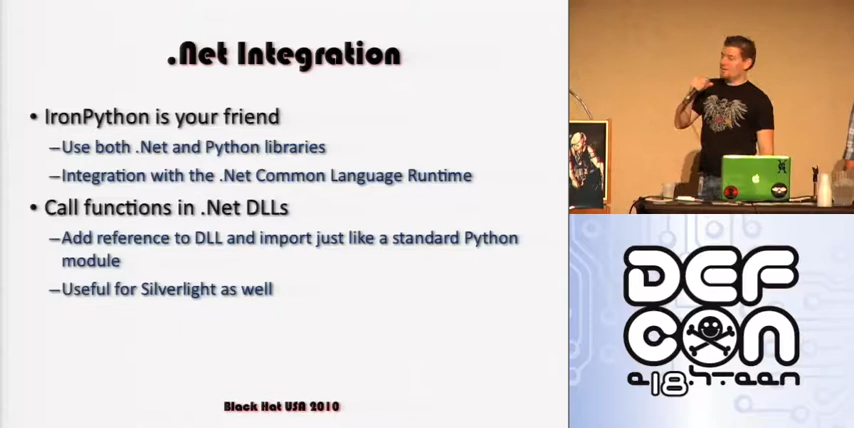 .Net Integration
• IronPython is your friend
–Use both .Net and Python libraries
–Integration with the .Net Common Language Runtime
• Call functions in .Net DLLs
–Add reference to DLL and import just like a standard Python
module
–Useful for Silverlight as well
Black Hat USA 2010
DEF
CON
e18h-teen